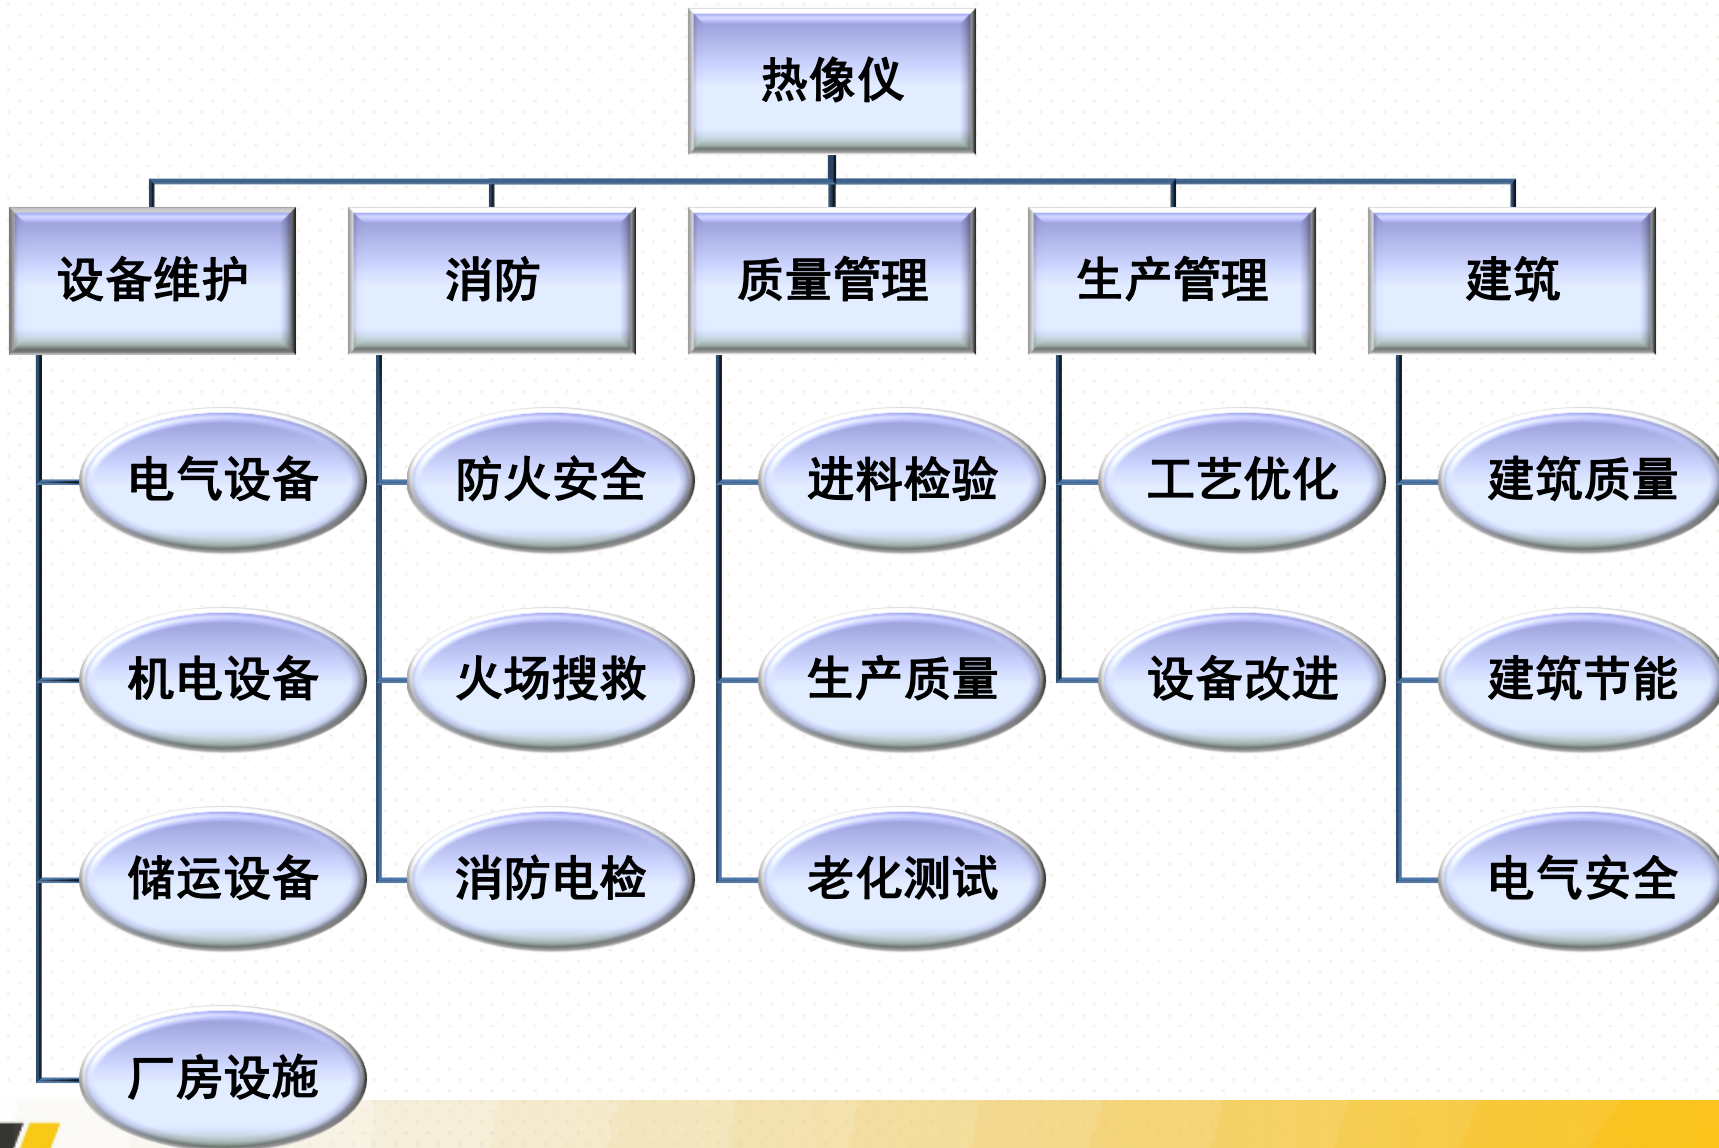 热像仪
设备维护
消防
质量管理
生产管理
建筑
电气设备
防火安全
进料检验
工艺优化
建筑质量
机电设备
火场搜救
生产质量
设备改进
建筑节能
储运设备
消防电检
老化测试
电气安全
厂房设施